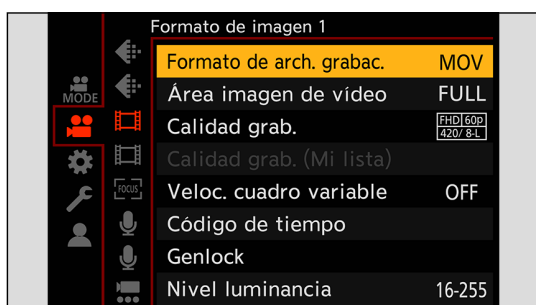 Formato de imagen 1
Formato de arch. grabac. MOV
MODE
Área imagen de vídeo FULL
Calidad grab. FHD 60p 420/8-L
Calidad grab. (Mi lista)
FOCUS
Veloc. cuadro variable OFF
Código de tiempo
Genlock
Nivel luminancia 16-255